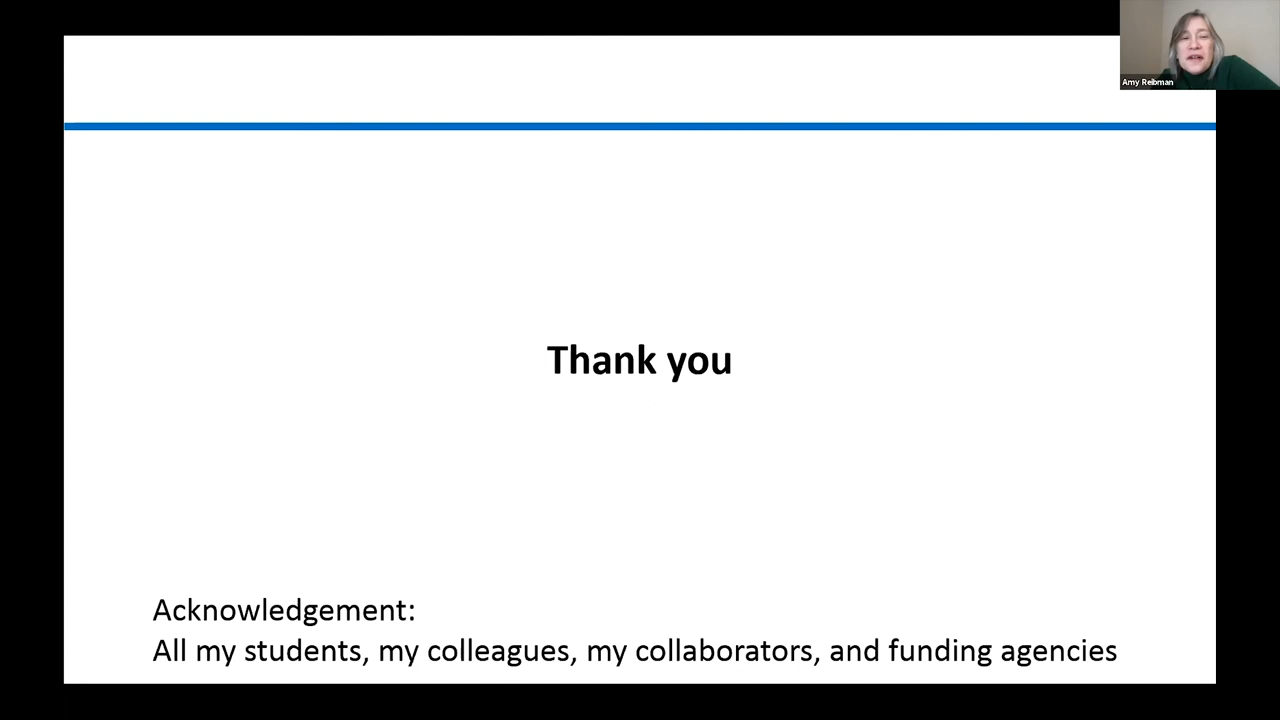 Amy Reibman
Thank you
Acknowledgement:
All my students, my colleagues, my collaborators, and funding agencies